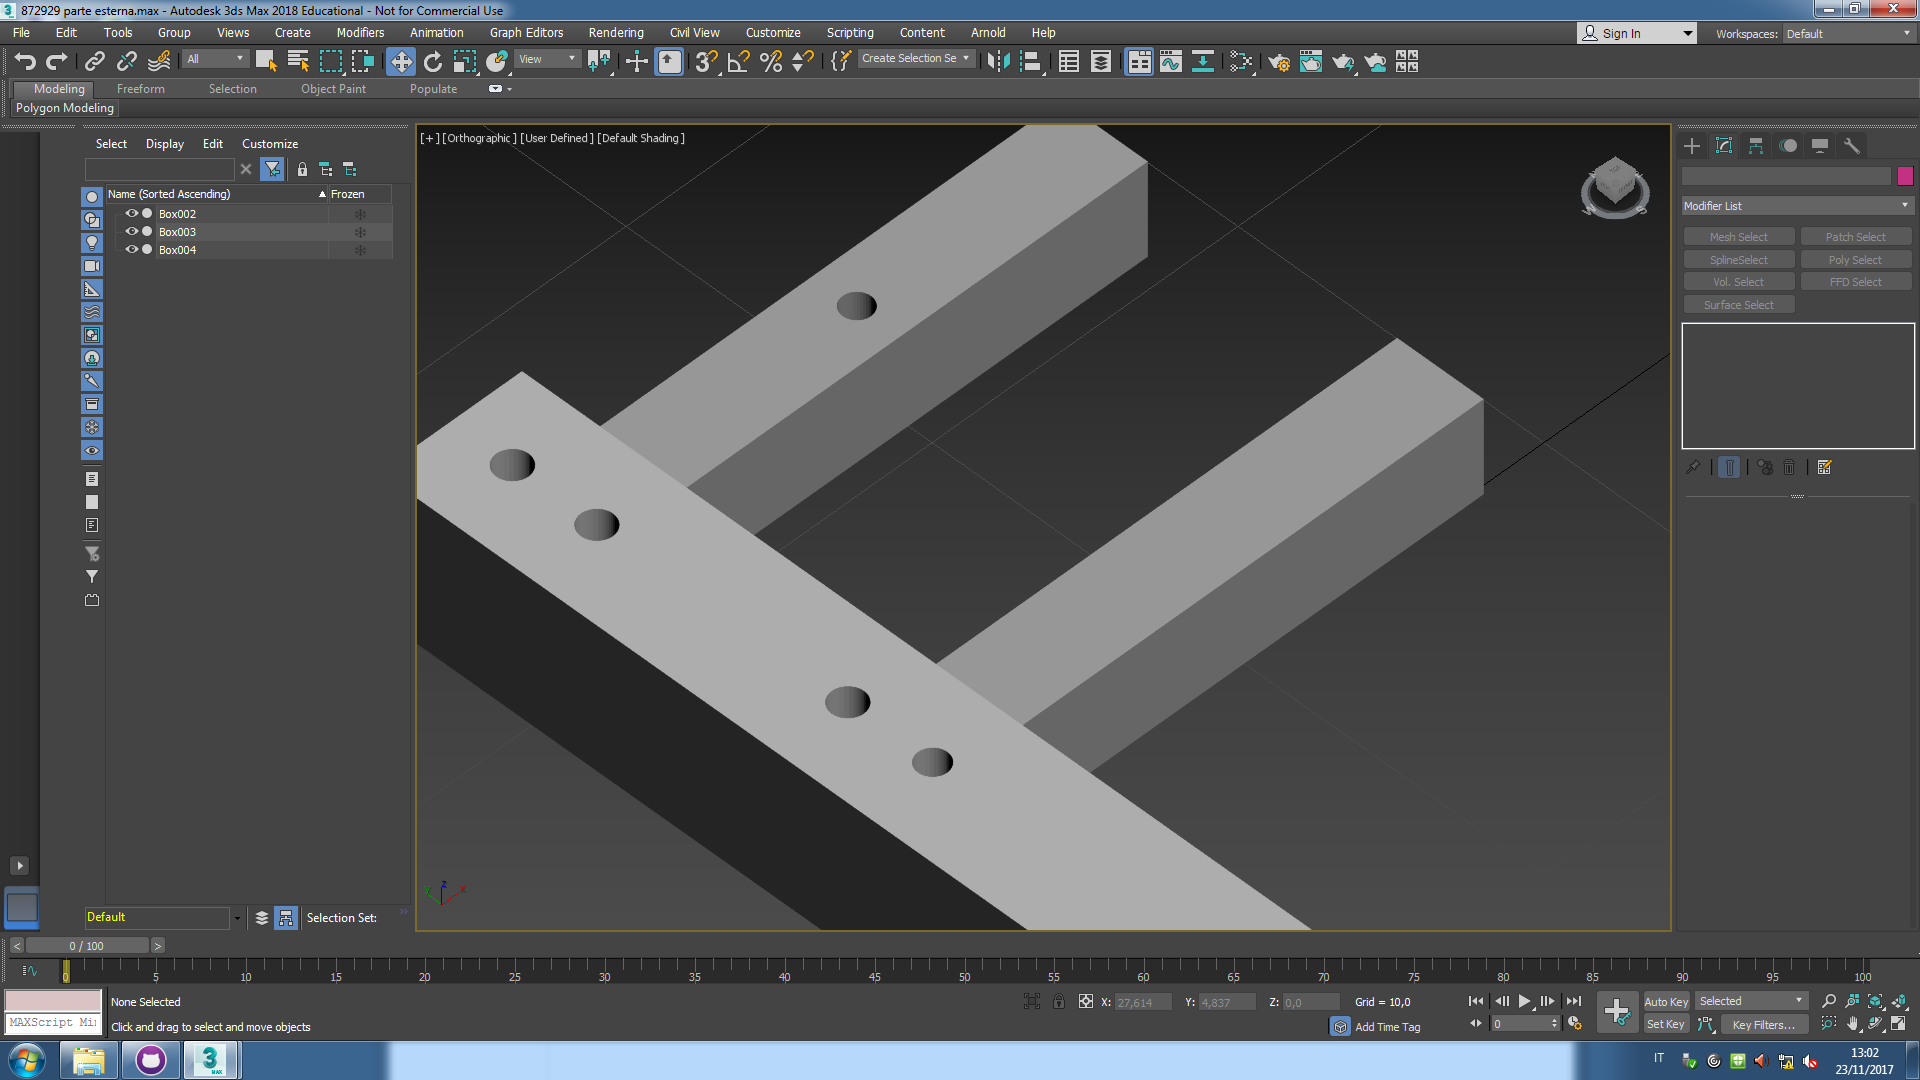 872929 parte esterna.max - Autodesk 3ds Max 2018 Educational - Not for Commercial Use
File Edit Tools Group Views Create Modifiers Animation Graph Editors Rendering Civil View Customize Scripting Content Arnold Help
Sign In
Workspaces: Default
All
View
Create Selection Se
Modeling Freeform Selection Object Paint Populate
Polygon Modeling
Select Display Edit Customize
Name (Sorted Ascending) Frozen
Box002
Box003
Box004
[+] [Orthographic] [User Defined] [Default Shading]
Modifier List
Mesh Select Patch Select
SplineSelect Poly Select
Vol. Select FFD Select
Surface Select
Default
Selection Set:
0 / 100
0 5 10 15 20 25 30 35 40 45 50 55 60 65 70 75 80 85 90 95 100
None Selected
X: 27,614 Y: 4,837 Z: 0,0 Grid = 10,0
Auto Key Selected
MAXScript Mi
Click and drag to select and move objects
Add Time Tag
0
Set Key Key Filters...
3
MAX
IT
13:02
23/11/2017